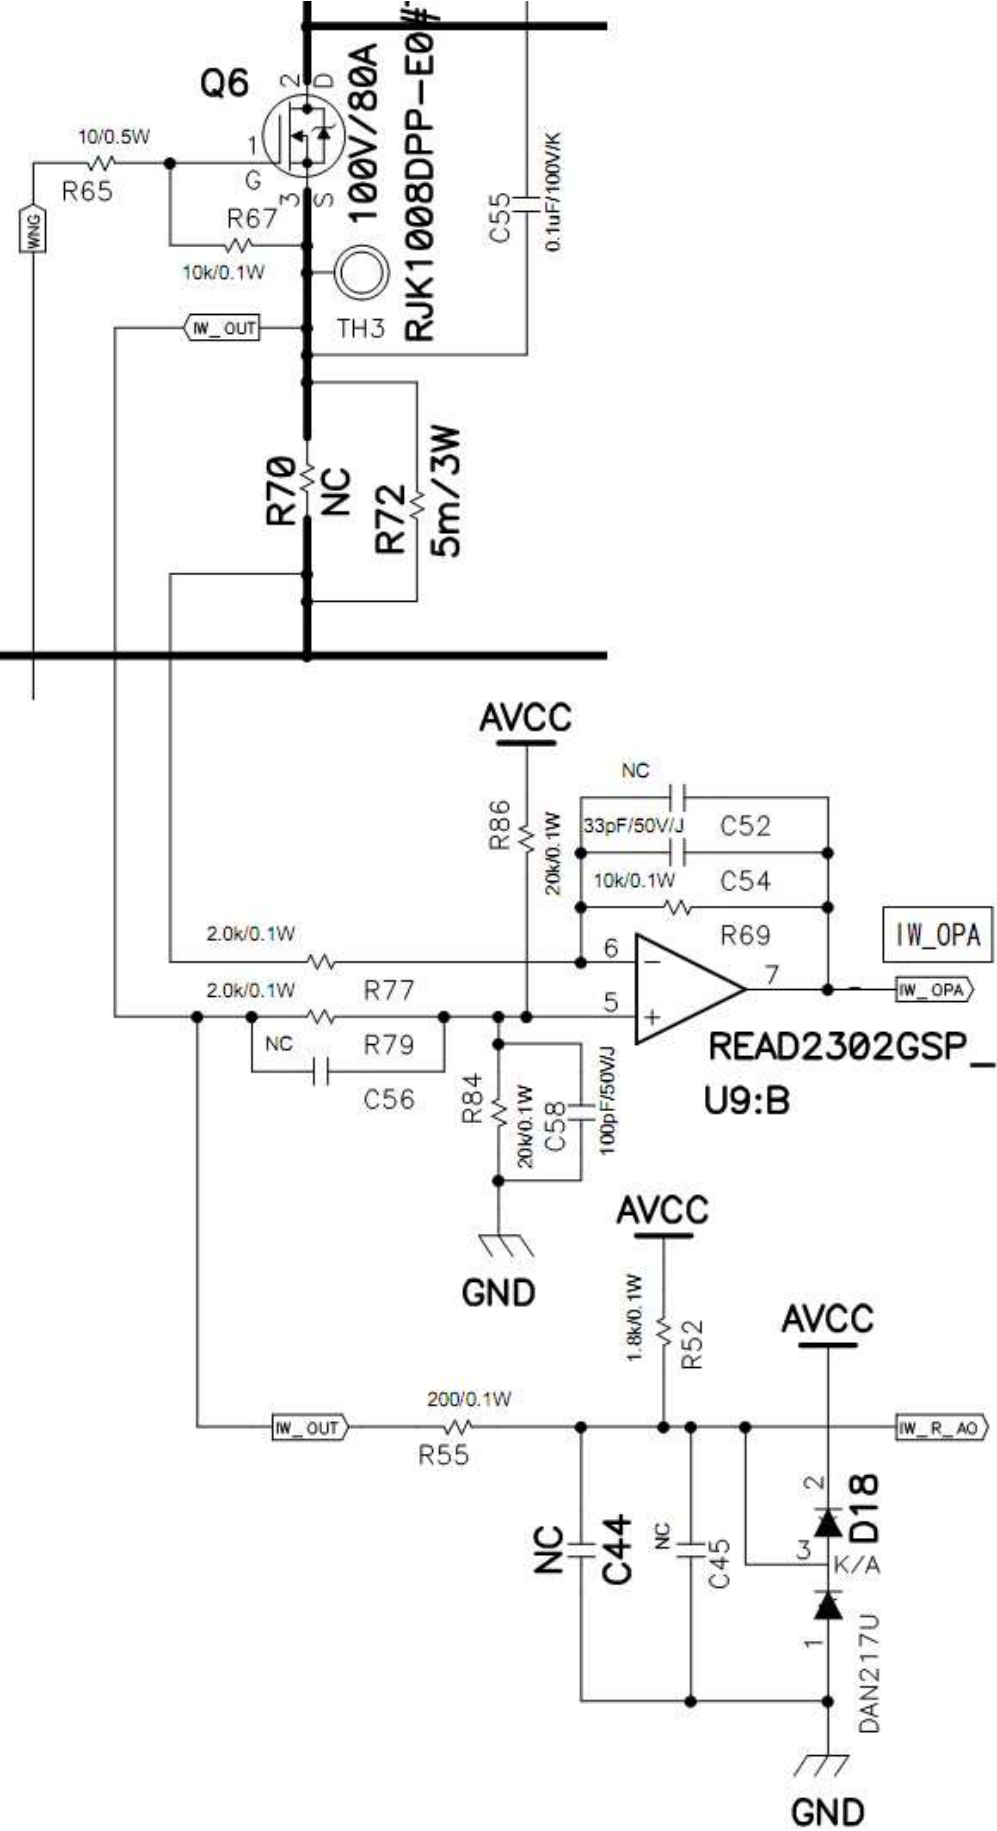 Q6
2
D
1
G
3
S
100V/80A
RJK1008DPP-E0#
10/0.5W
R65
WNG
R67
10k/0.1W
IW_OUT
TH3
C55
0.1uF/100V/K
R70
NC
R72
5m/3W
AVCC
R86
20k/0.1W
NC
C52
33pF/50V/J
C54
10k/0.1W
R69
IW_OPA
2.0k/0.1W
R77
6
7
IW_OPA
2.0k/0.1W
R79
5
NC
C56
READ2302GSP_
U9:B
R84
20k/0.1W
C58
100pF/50V/J
GND
AVCC
1.8k/0.1W
R52
AVCC
200/0.1W
IW_OUT
R55
IW_R_AO
NC
C44
NC
C45
2
D18
3
K/A
1
DAN217U
GND